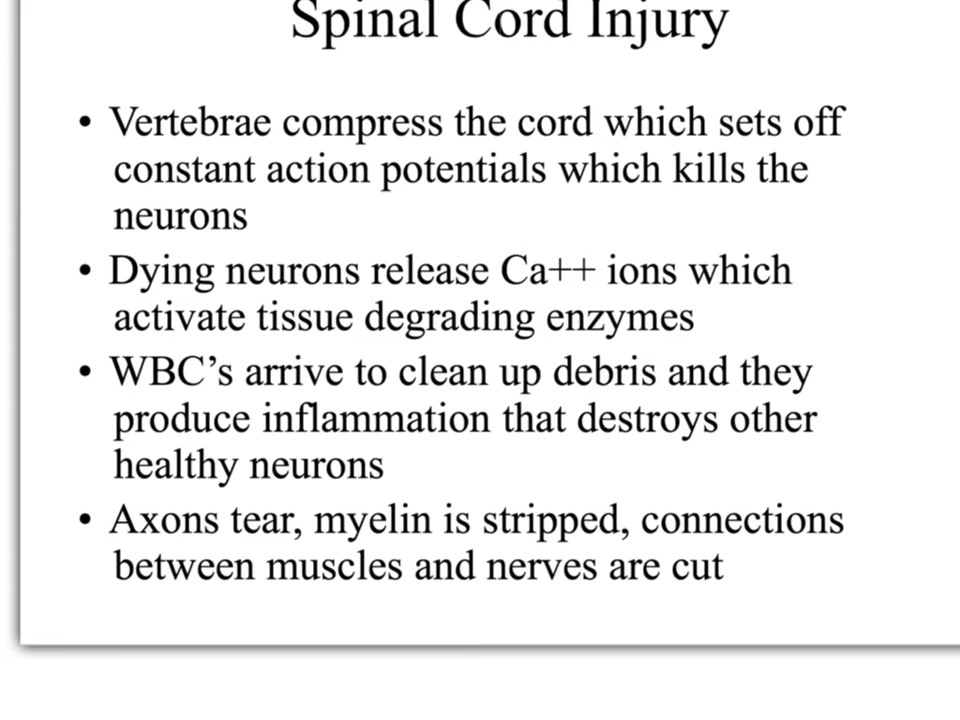 Spinal Cord Injury
• Vertebrae compress the cord which sets off
constant action potentials which kills the
neurons
• Dying neurons release Ca++ ions which
activate tissue degrading enzymes
• WBC’s arrive to clean up debris and they
produce inflammation that destroys other
healthy neurons
• Axons tear, myelin is stripped, connections
between muscles and nerves are cut